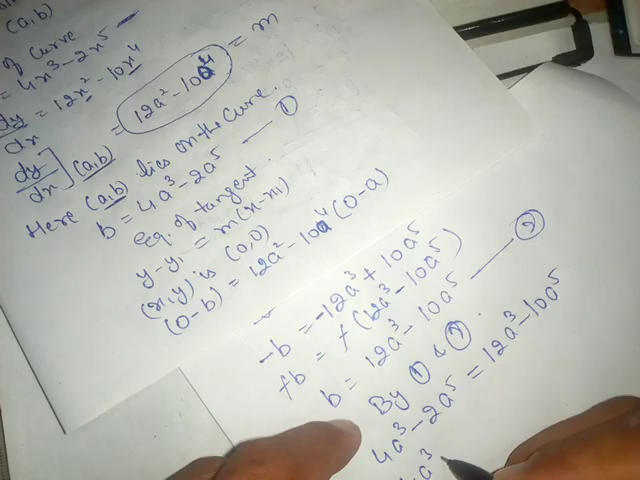 (a,b)
of curve
= 4x³-2x⁵
dy/dx = 12x²-10x⁴
dy/dx](a,b) = 12a²-10a⁴ = m
Here (a,b) lies on the curve.
b = 4a³-2a⁵ — ①
eq. of tangent.
y-y₁ = m(x-x₁)
(x,y) is (0,0)
(0-b) = 12a²-10a⁴(0-a)
-b = -12a³+10a⁵
+b = +(12a³-10a⁵)
b = 12a³-10a⁵ — ②
By ① &
4a³-2a⁵ = 12a³-10a⁵